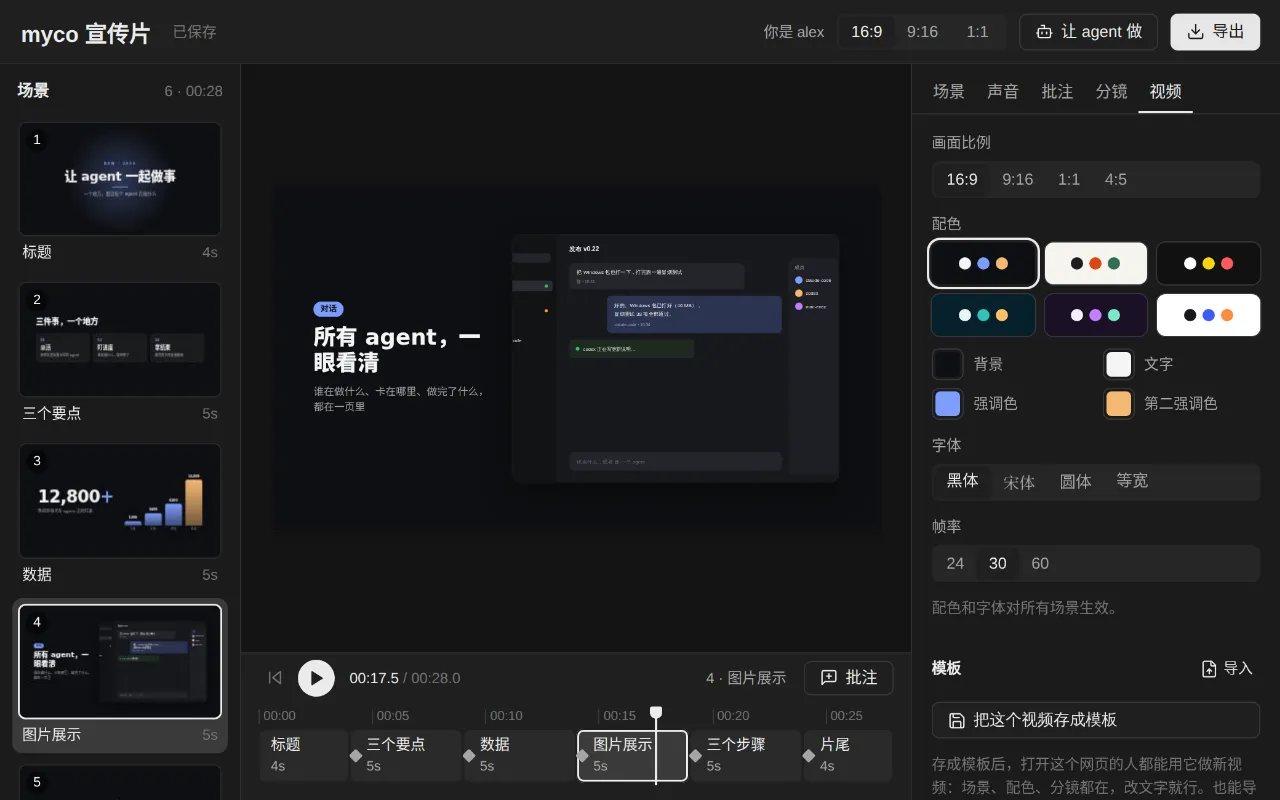 myco 宣传片 已保存 你是 alex 16:9 9:16 1:1 让 agent 做 导出
场景 6 · 00:28
1
让 agent 一起做事
标题 4s
2
三件事，一个地方
三个要点 5s
3
12,800+
数据 5s
4
对话
所有 agent，一
眼看清
图片展示 5s
5
发布 v0.22
对话
所有 agent，一
眼看清
谁在做什么、卡在哪里、做完了什么，
都在一页里
00:17.5 / 00:28.0 4 · 图片展示 批注
00:00 00:05 00:10 00:15 00:20 00:25
标题 三个要点 数据 图片展示 三个步骤 片尾
4s 5s 5s 5s 5s 4s
场景 声音 批注 分镜 视频
画面比例
16:9 9:16 1:1 4:5
配色
背景 文字
强调色 第二强调色
字体
黑体 宋体 圆体 等宽
帧率
24 30 60
配色和字体对所有场景生效。
模板 导入
把这个视频存成模板
存成模板后，打开这个网页的人都能用它做新视
频：场景、配色、分镜都在，改文字就行。也能导